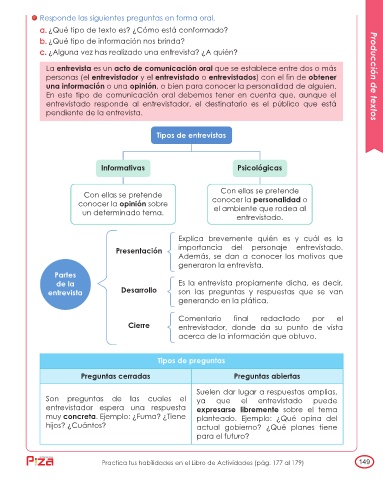 Responde las siguientes preguntas en forma oral.
a. ¿Qué tipo de texto es? ¿Cómo está conformado?
b. ¿Qué tipo de información nos brinda?
c. ¿Alguna vez has realizado una entrevista? ¿A quién?
Producción de textos
La entrevista es un acto de comunicación oral que se establece entre dos o más
personas (el entrevistador y el entrevistado o entrevistados) con el fin de obtener
una información o una opinión, o bien para conocer la personalidad de alguien.
En este tipo de comunicación oral debemos tener en cuenta que, aunque el
entrevistado responde al entrevistador, el destinatario es el público que está
pendiente de la entrevista.
Tipos de entrevistas
Informativas
Psicológicas
Con ellas se pretende
conocer la opinión sobre
un determinado tema.
Con ellas se pretende
conocer la personalidad o
el ambiente que rodea al
entrevistado.
Partes
de la
entrevista
Presentación
Explica brevemente quién es y cuál es la
importancia del personaje entrevistado.
Además, se dan a conocer los motivos que
generaron la entrevista.
Desarrollo
Es la entrevista propiamente dicha, es decir,
son las preguntas y respuestas que se van
generando en la plática.
Cierre
Comentario final redactado por el
entrevistador, donde da su punto de vista
acerca de la información que obtuvo.
Tipos de preguntas
Preguntas cerradas
Preguntas abiertas
Son preguntas de las cuales el
entrevistador espera una respuesta
muy concreta. Ejemplo: ¿Fuma? ¿Tiene
hijos? ¿Cuántos?
Suelen dar lugar a respuestas amplias,
ya que el entrevistado puede
expresarse libremente sobre el tema
planteado. Ejemplo: ¿Qué opina del
actual gobierno? ¿Qué planes tiene
para el futuro?
Practica tus habilidades en el Libro de Actividades (pág. 177 al 179)
149